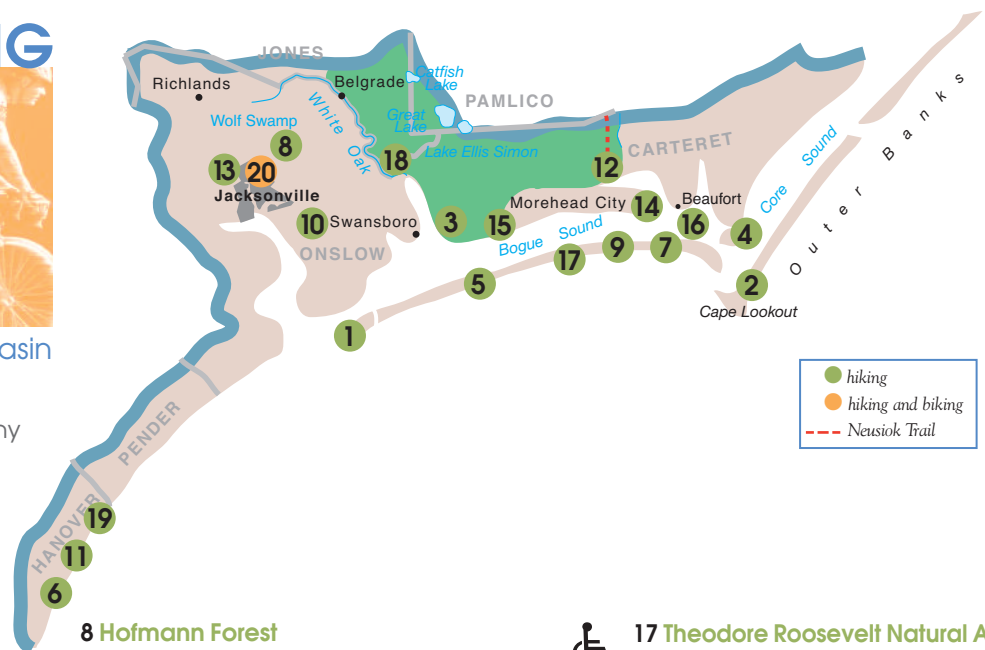 G
JONES
Richlands
Belgrade
Catfish
Lake
PAMLICO
Great
Lake
Wolf Swamp
White
Oak
Lake Ellis Simon
CARTERET
8
13
20
18
12
Jacksonville
10
Swansboro
3
15
Morehead City
14
Beaufort
16
4
Core Sound
Outer Banks
ONSLOW
Bogue Sound
17
9
7
5
2
Cape Lookout
1
asin
hiking
hiking and biking
Neusiok Trail
ny
PENDER
HANOVER
19
11
6
8 Hofmann Forest
17 Theodore Roosevelt Natural A